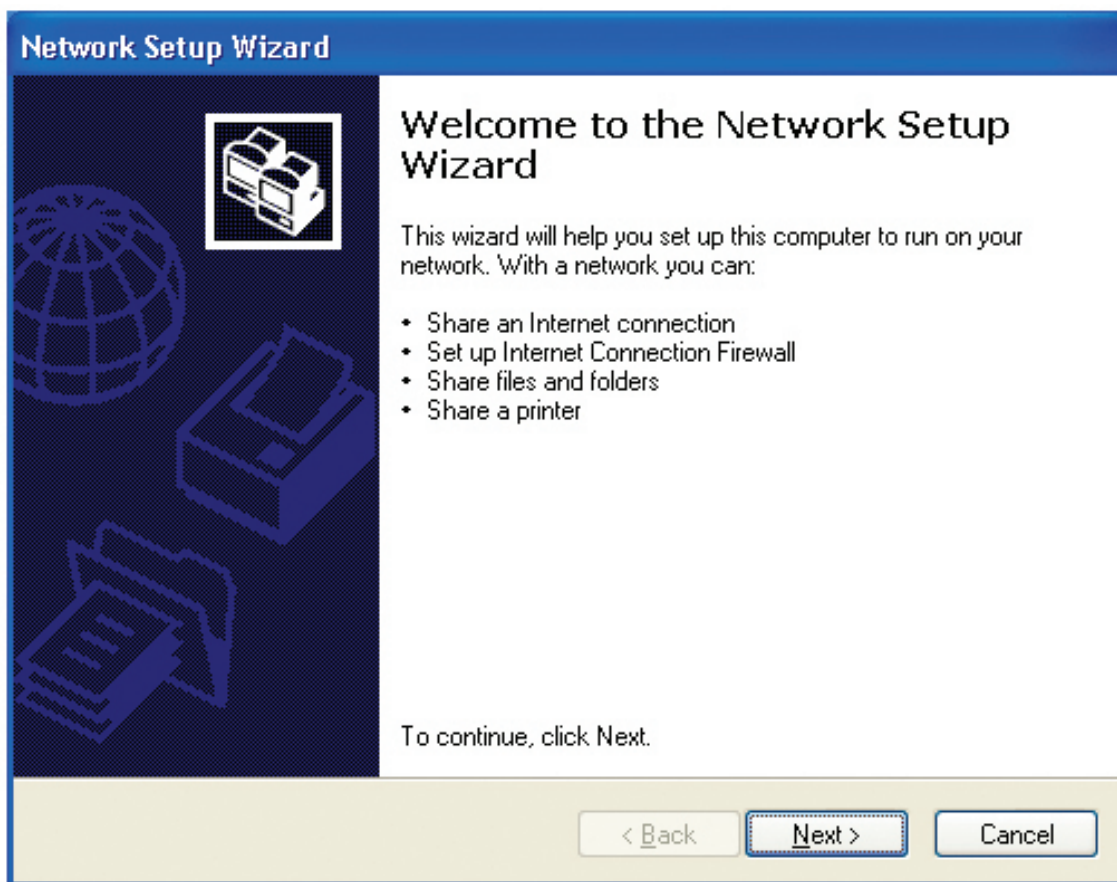 Network Setup Wizard
Welcome to the Network Setup
Wizard
This wizard will help you set up this computer to run on your
network. With a network you can:
• Share an Internet connection
• Set up Internet Connection Firewall
• Share files and folders
• Share a printer
To continue, click Next.
< Back Next > Cancel